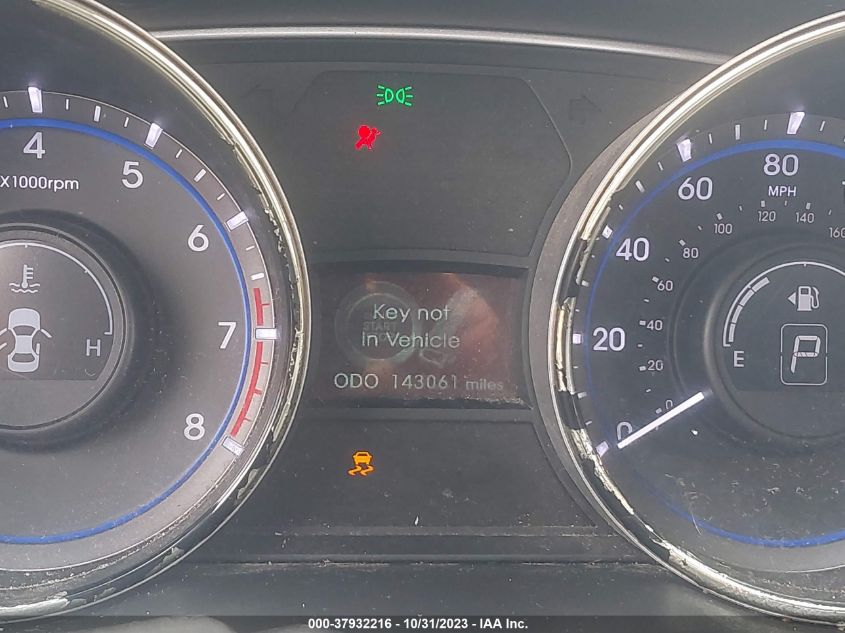 4
X1000rpm
5
6
7
8
H
Key not
in Vehicle
START
ODO 143061 miles
80
MPH
60
40
20
0
120
140
160
100
80
60
40
20
0
E
P
000-37932216 - 10/31/2023 - IAA Inc.